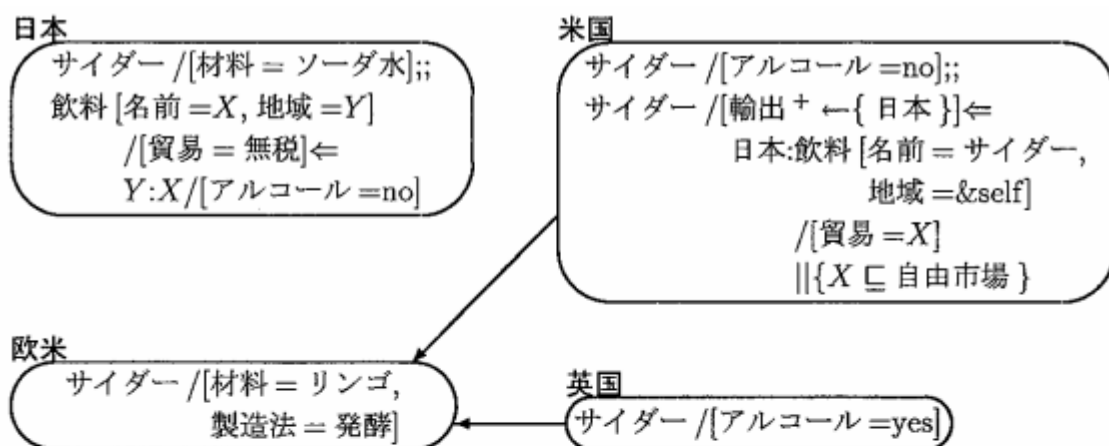 日本
サイダー /[材料 = ソーダ水];;
飲料 [名前 =X, 地域 =Y]
/[貿易 = 無税]⇐
Y:X/[アルコール =no]
米国
サイダー /[アルコール =no];;
サイダー /[輸出⁺ ←{ 日本 }]⇐
日本:飲料 [名前 = サイダー,
地域 =&self]
/[貿易 =X]
||{X ⊑ 自由市場 }
欧米
サイダー /[材料 = リンゴ,
製造法 = 発酵]
英国
サイダー /[アルコール =yes]